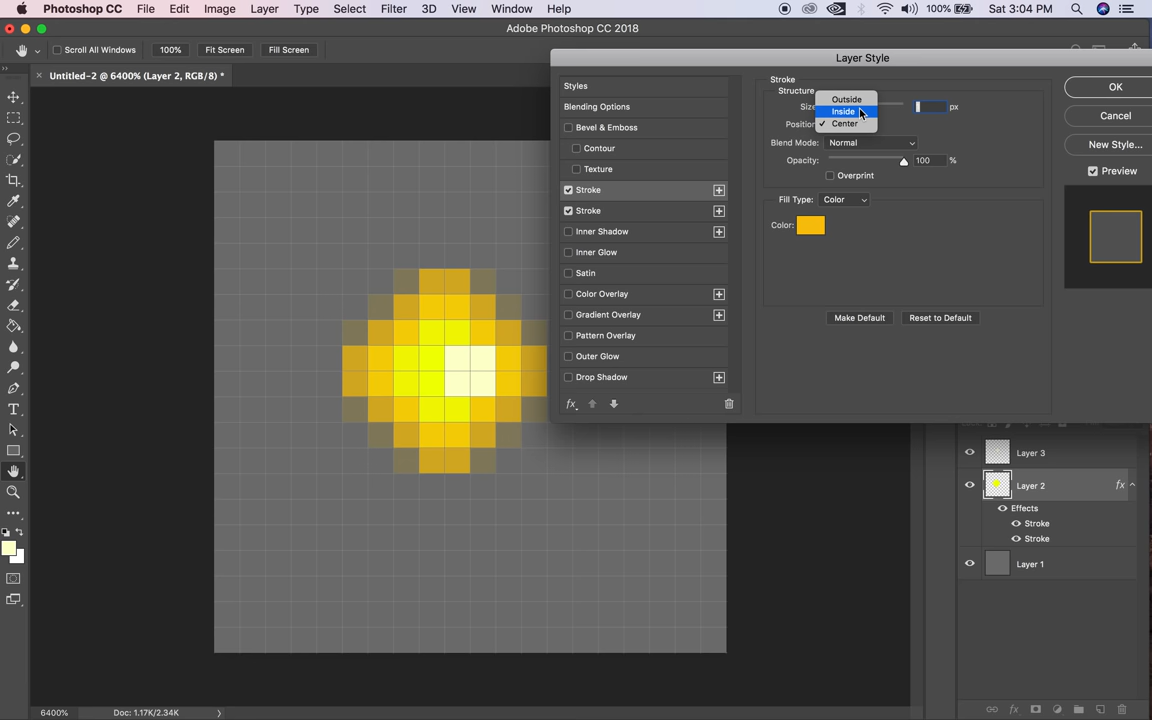 Photoshop CC File Edit Image Layer Type Select Filter 3D View Window Help 100% Sat 3:04 PM
Adobe Photoshop CC 2018
Scroll All Windows 100% Fit Screen Fill Screen
Untitled-2 @ 6400% (Layer 2, RGB/8) *
Layer Style
Styles
Blending Options
Bevel & Emboss
Contour
Texture
Stroke
Stroke
Inner Shadow
Inner Glow
Satin
Color Overlay
Gradient Overlay
Pattern Overlay
Outer Glow
Drop Shadow
fx
Stroke
Structure
px
Outside
Inside
Center
Blend Mode: Normal
Opacity: 100 %
Overprint
Fill Type: Color
Color:
Make Default Reset to Default
OK
Cancel
New Style...
Preview
Layer 3
Layer 2 fx
Effects
Stroke
Stroke
Layer 1
fx
6400% Doc: 1.17K/2.34K